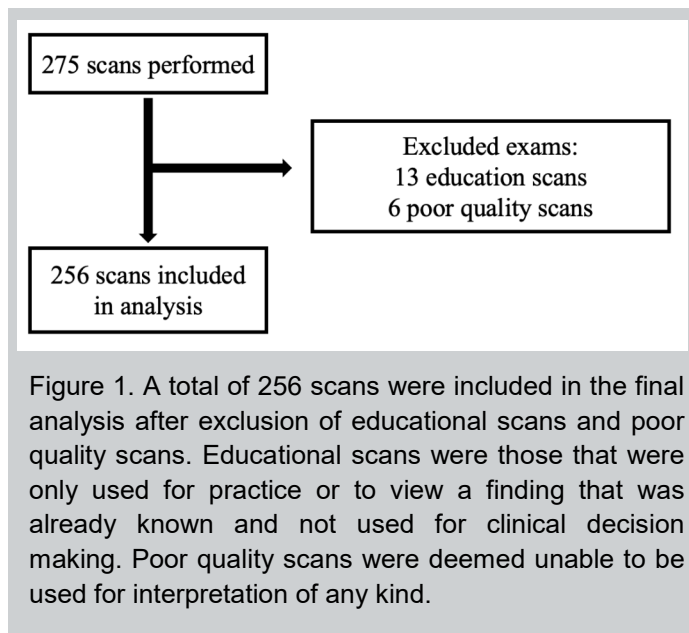 275 scans performed
Excluded exams:
13 education scans
6 poor quality scans
256 scans included
in analysis
Figure 1. A total of 256 scans were included in the final
analysis after exclusion of educational scans and poor
quality scans. Educational scans were those that were
only used for practice or to view a finding that was
already known and not used for clinical decision
making. Poor quality scans were deemed unable to be
used for interpretation of any kind.